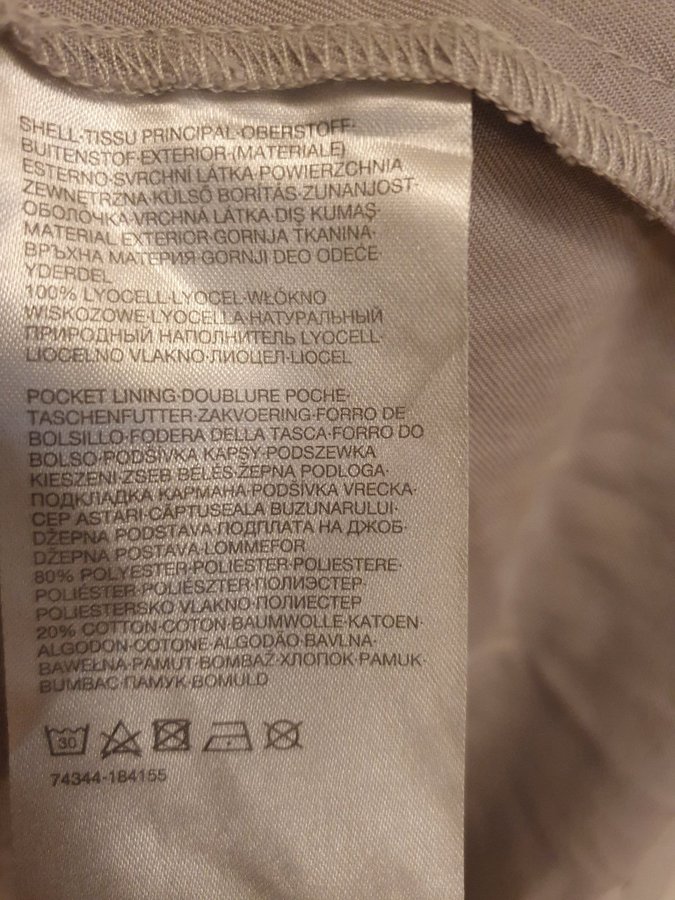 SHELL·TISSU PRINCIPAL·OBERSTOFF·
BUITENSTOF·EXTERIOR·(MATERIALE)
ESTERNO·SVRCHNÍ LÁTKA·POWIERZCHNIA
ZEWNĘTRZNA·KÜLSŐ BORÍTÁS·ZUNANJOST·
ОБОЛОЧКА·VRCHNÁ LÁTKA·DIŞ KUMAŞ·
MATERIAL EXTERIOR·GORNJA TKANINA·
ВРЪХНА МАТЕРИЯ·GORNJI DEO ODEĆE·
YDERDEL
100% LYOCELL·LYOCEL·WŁÓKNO
WISKOZOWE·LYOCELLA·НАТУРАЛЬНЫЙ
ПРИРОДНЫЙ НАПОЛНИТЕЛЬ LYOCELL·
LIOCELNO VLAKNO·ЛИОЦЕЛ·LIOCEL
POCKET LINING·DOUBLURE POCHE·
TASCHENFUTTER·ZAKVOERING·FORRO DE
BOLSILLO·FODERA DELLA TASCA·FORRO DO
BOLSO·PODŠÍVKA KAPSY·PODSZEWKA
KIESZENI·ZSEB BÉLÉS·ŽEPNA PODLOGA·
ПОДКЛАДКА КАРМАНА·PODŠÍVKA VRECKA·
CEP ASTARI·CĂPTUSEALA BUZUNARULUI·
DŽEPNA PODSTAVA·ПОДПЛАТА НА ДЖОБ·
DŽEPNA POSTAVA·LOMMEFOR
80% POLYESTER·POLIESTER·POLIESTERE·
POLIÉSTER·POLIÉSZTER·ПОЛИЭСТЕР·
POLIESTERSKO VLAKNO·ПОЛИЕСТЕР
20% COTTON·COTON·BAUMWOLLE·KATOEN·
ALGODON·COTONE·ALGODÃO·BAVLNA·
BAWEŁNA·PAMUT·BOMBAŽ·ХЛОПОК·PAMUK·
BUMBAC·ПАМУК·BOMULD
30
74344-184155